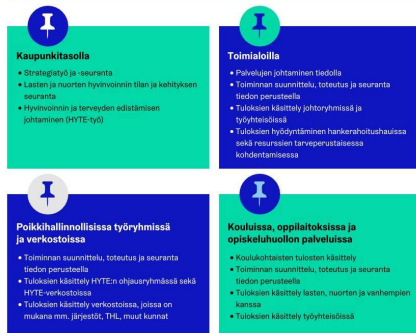 Kaupunkitasolla
• Strategiatyö ja -seuranta
• Lasten ja nuorten hyvinvoinnin tilan ja kehityksen
seuranta
• Hyvinvoinnin ja terveyden edistämisen
johtaminen (HYTE-työ)
Toimialoilla
• Palvelujen johtaminen tiedolla
• Toiminnan suunnittelu, toteutus ja seuranta
tiedon perusteella
• Tuloksien käsittely johtoryhmissä ja
työyhteisöissä
• Tuloksien hyödyntäminen hankerahoitushauissa
sekä resurssien tarveperustaisessa
kohdentamisessa
Poikkihallinnollisissa työryhmissä
ja verkostoissa
• Toiminnan suunnittelu, toteutus ja seuranta
tiedon perusteella
• Tuloksien käsittely HYTE:n ohjausryhmässä sekä
HYTE-verkostoissa
• Tuloksien käsittely verkostoissa, joissa on
mukana mm. järjestöt, THL, muut kunnat
Kouluissa, oppilaitoksissa ja
opiskeluhuollon palveluissa
• Koulukohtaisten tulosten käsittely
• Toiminnan suunnittelu, toteutus ja seuranta
tiedon perusteella
• Tuloksien käsittely lasten, nuorten ja vanhempien
kanssa
• Tuloksien käsittely työyhteisöissä